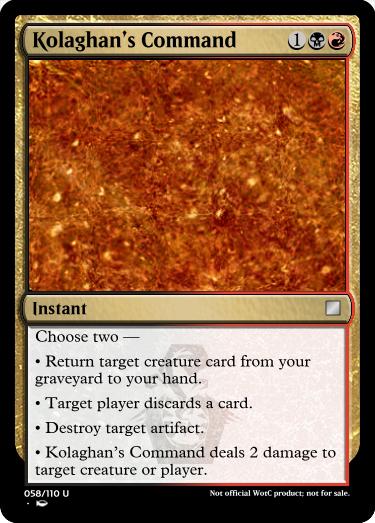 Kolaghan's Command 1
Instant
Choose two —
• Return target creature card from your
graveyard to your hand.
• Target player discards a card.
• Destroy target artifact.
• Kolaghan's Command deals 2 damage to
target creature or player.
058/110 U
Not official WotC product; not for sale.